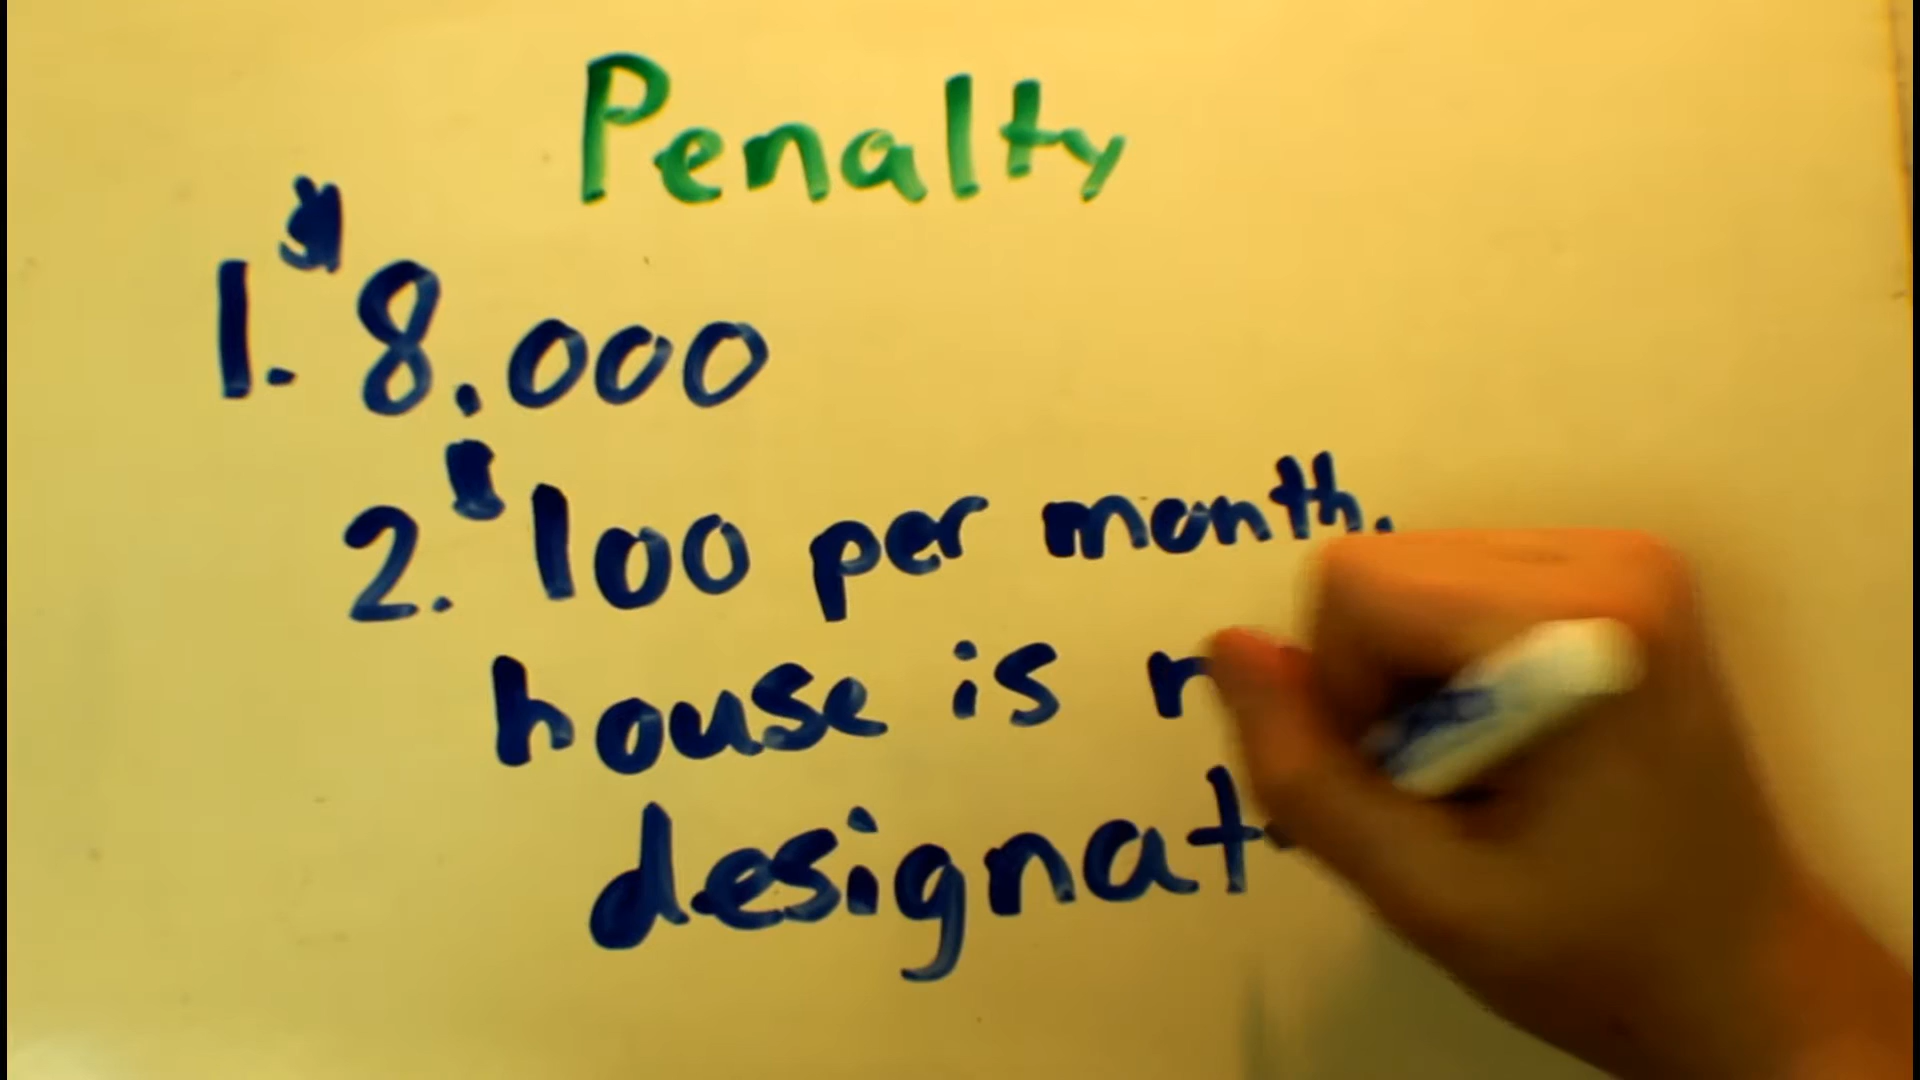 Penalty
1. $8.000
2. 100 per month.
house is
designat